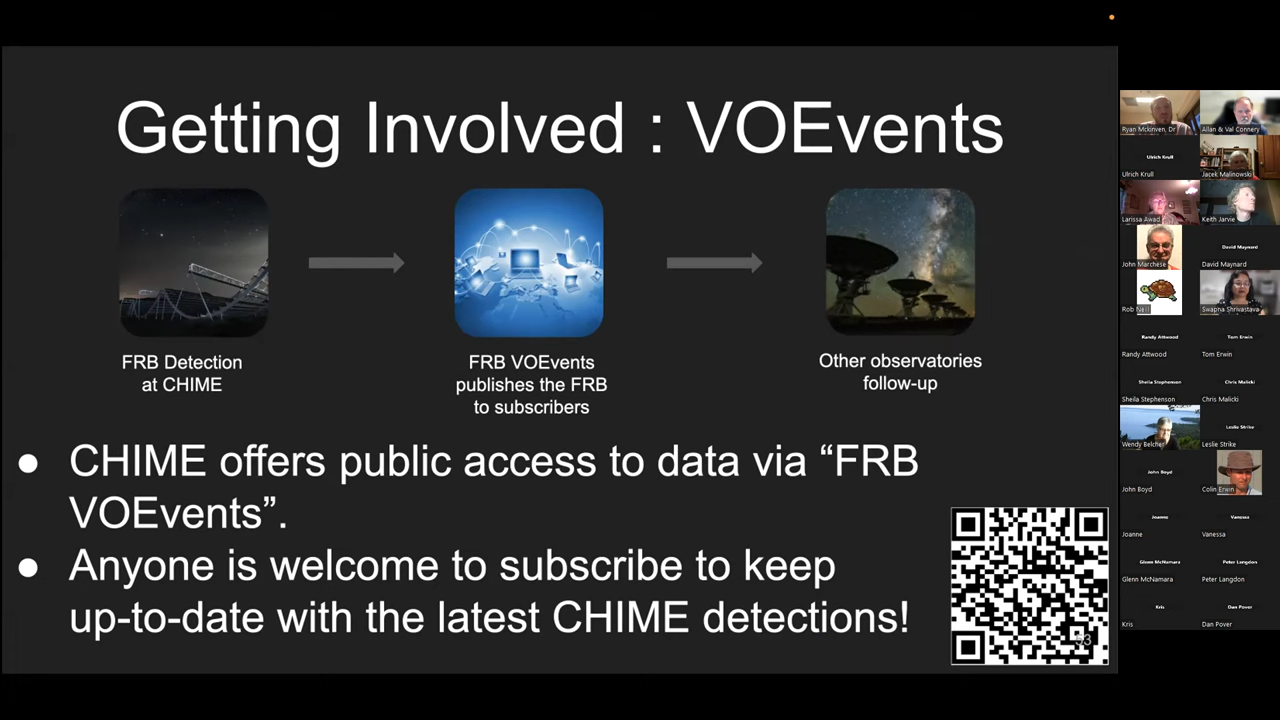 Getting Involved : VOEvents
FRB Detection
at CHIME
FRB VOEvents
publishes the FRB
to subscribers
Other observatories
follow-up
● CHIME offers public access to data via “FRB
VOEvents”.
● Anyone is welcome to subscribe to keep
up-to-date with the latest CHIME detections!
53
Ryan Mckinven, Dr
Allan & Val Connery
Ulrich Krull
Ulrich Krull
Jacek Malinowski
Larissa Awad
Keith Jarvie
John Marchese
David Maynard
David Maynard
Rob Neill
Swapna Shrivastava
Randy Attwood
Randy Attwood
Tom Erwin
Tom Erwin
Sheila Stephenson
Sheila Stephenson
Chris Malicki
Chris Malicki
Wendy Belcher
Leslie Strike
Leslie Strike
John Boyd
John Boyd
Colin Erwin
Joanne
Joanne
Vanessa
Vanessa
Glenn McNamara
Glenn McNamara
Peter Langdon
Peter Langdon
Kris
Kris
Dan Pover
Dan Pover